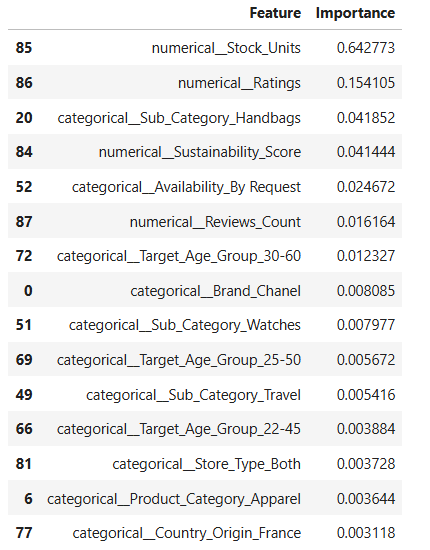 Feature Importance
85 numerical__Stock_Units 0.642773
86 numerical__Ratings 0.154105
20 categorical__Sub_Category_Handbags 0.041852
84 numerical__Sustainability_Score 0.041444
52 categorical__Availability_By Request 0.024672
87 numerical__Reviews_Count 0.016164
72 categorical__Target_Age_Group_30-60 0.012327
0 categorical__Brand_Chanel 0.008085
51 categorical__Sub_Category_Watches 0.007977
69 categorical__Target_Age_Group_25-50 0.005672
49 categorical__Sub_Category_Travel 0.005416
66 categorical__Target_Age_Group_22-45 0.003884
81 categorical__Store_Type_Both 0.003728
6 categorical__Product_Category_Apparel 0.003644
77 categorical__Country_Origin_France 0.003118